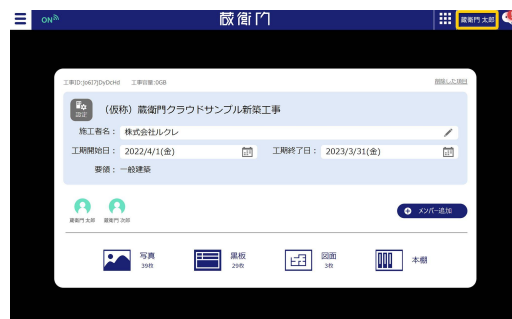 ON
蔵衛門
蔵衛門 太郎
工事ID:Jo6I7JDyDcHd 工事容量:0GB
削除した項目
(仮称) 蔵衛門クラウドサンプル新築工事
施工者名: 株式会社ルクレ
工期開始日: 2022/4/1(金) 工期終了日: 2023/3/31(金)
要領: 一般建築
蔵衛門 太郎 蔵衛門 次郎
メンバー追加
写真 黒板 図面 本棚
39枚 29枚 3枚